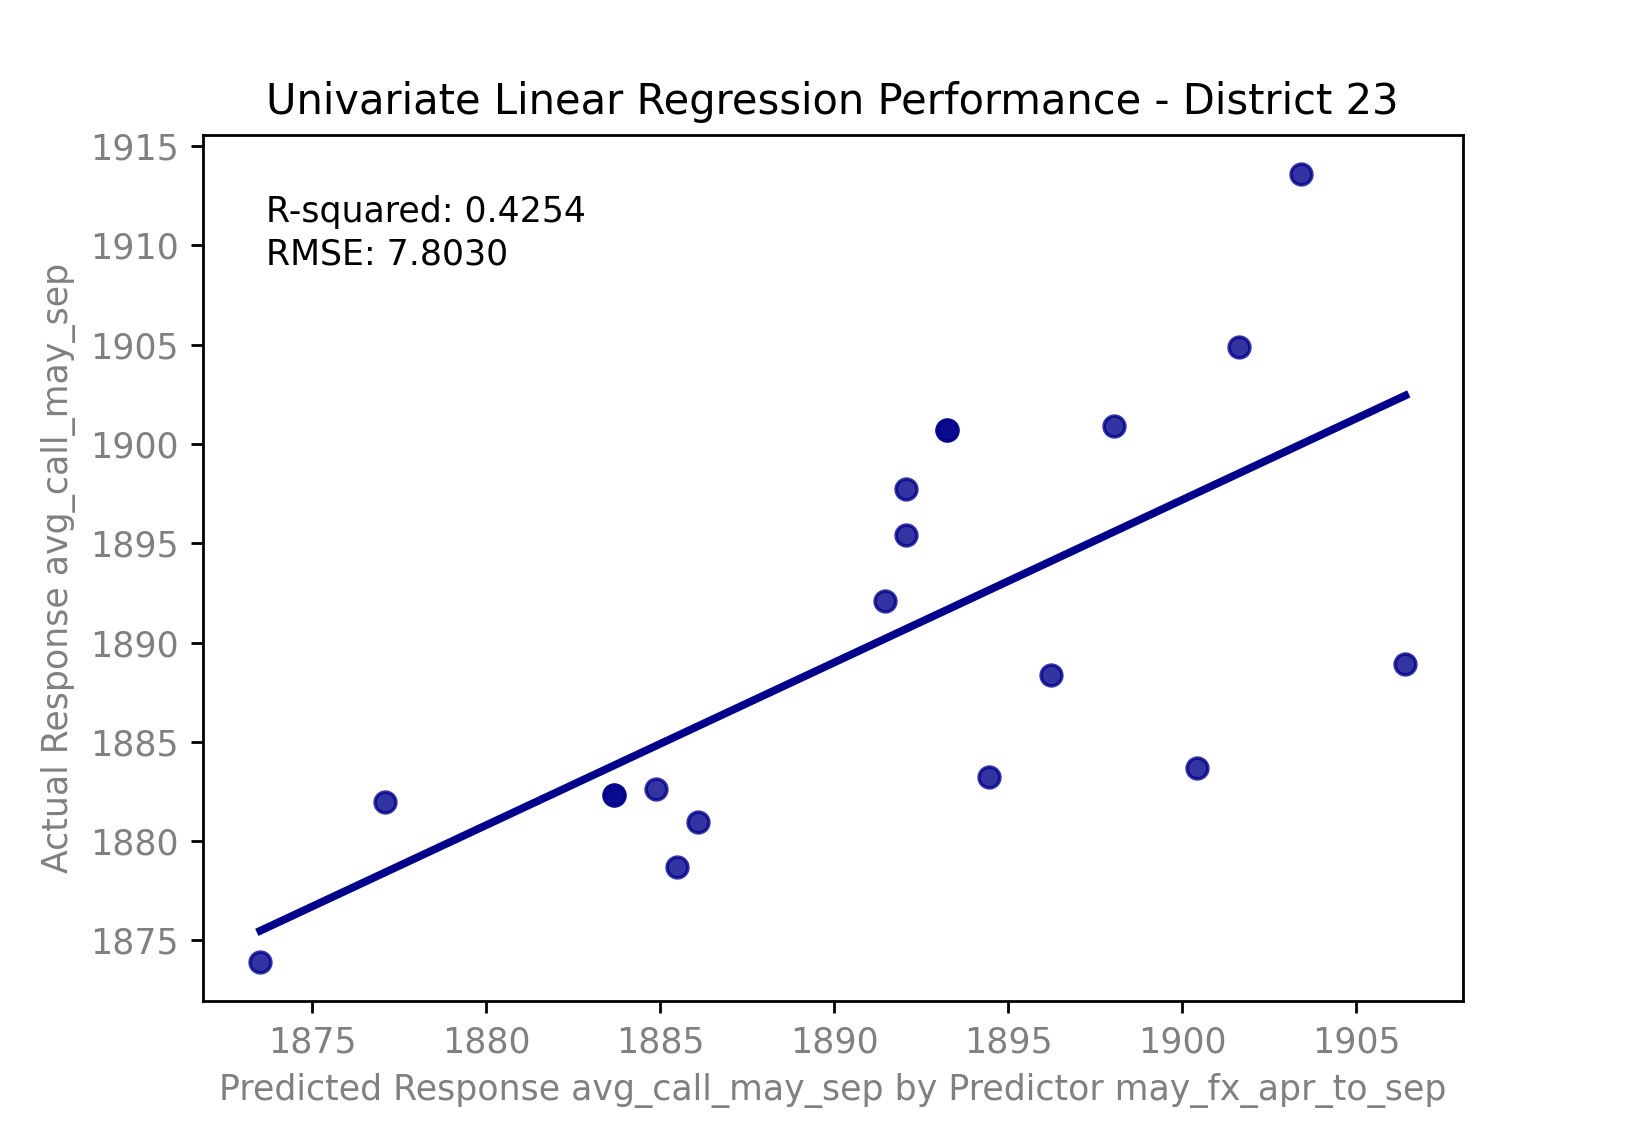 Univariate Linear Regression Performance - District 23
R-squared: 0.4254
RMSE: 7.8030
Actual Response avg_call_may_sep
1915
1910
1905
1900
1895
1890
1885
1880
1875
1875 1880 1885 1890 1895 1900 1905
Predicted Response avg_call_may_sep by Predictor may_fx_apr_to_sep